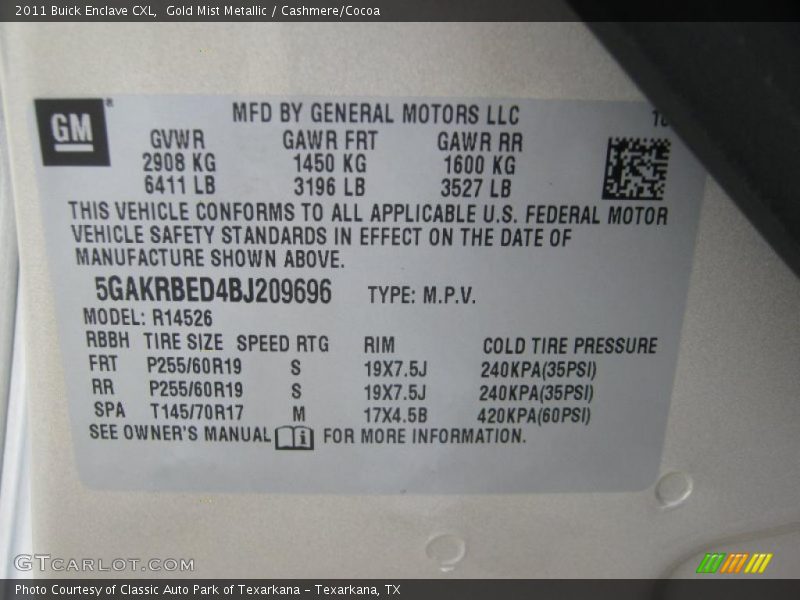 2011 Buick Enclave CXL,  Gold Mist Metallic / Cashmere/Cocoa
GM
MFD BY GENERAL MOTORS LLC
GVWR GAWR FRT GAWR RR
2908 KG 1450 KG 1600 KG
6411 LB 3196 LB 3527 LB
THIS VEHICLE CONFORMS TO ALL APPLICABLE U.S. FEDERAL MOTOR
VEHICLE SAFETY STANDARDS IN EFFECT ON THE DATE OF
MANUFACTURE SHOWN ABOVE.
5GAKRBED4BJ209696 TYPE: M.P.V.
MODEL: R14526
RBBH TIRE SIZE SPEED RTG RIM COLD TIRE PRESSURE
FRT P255/60R19 S 19X7.5J 240KPA(35PSI)
RR P255/60R19 S 19X7.5J 240KPA(35PSI)
SPA T145/70R17 M 17X4.5B 420KPA(60PSI)
SEE OWNER'S MANUAL i FOR MORE INFORMATION.
GTCARLOT.COM
Photo Courtesy of Classic Auto Park of Texarkana - Texarkana, TX